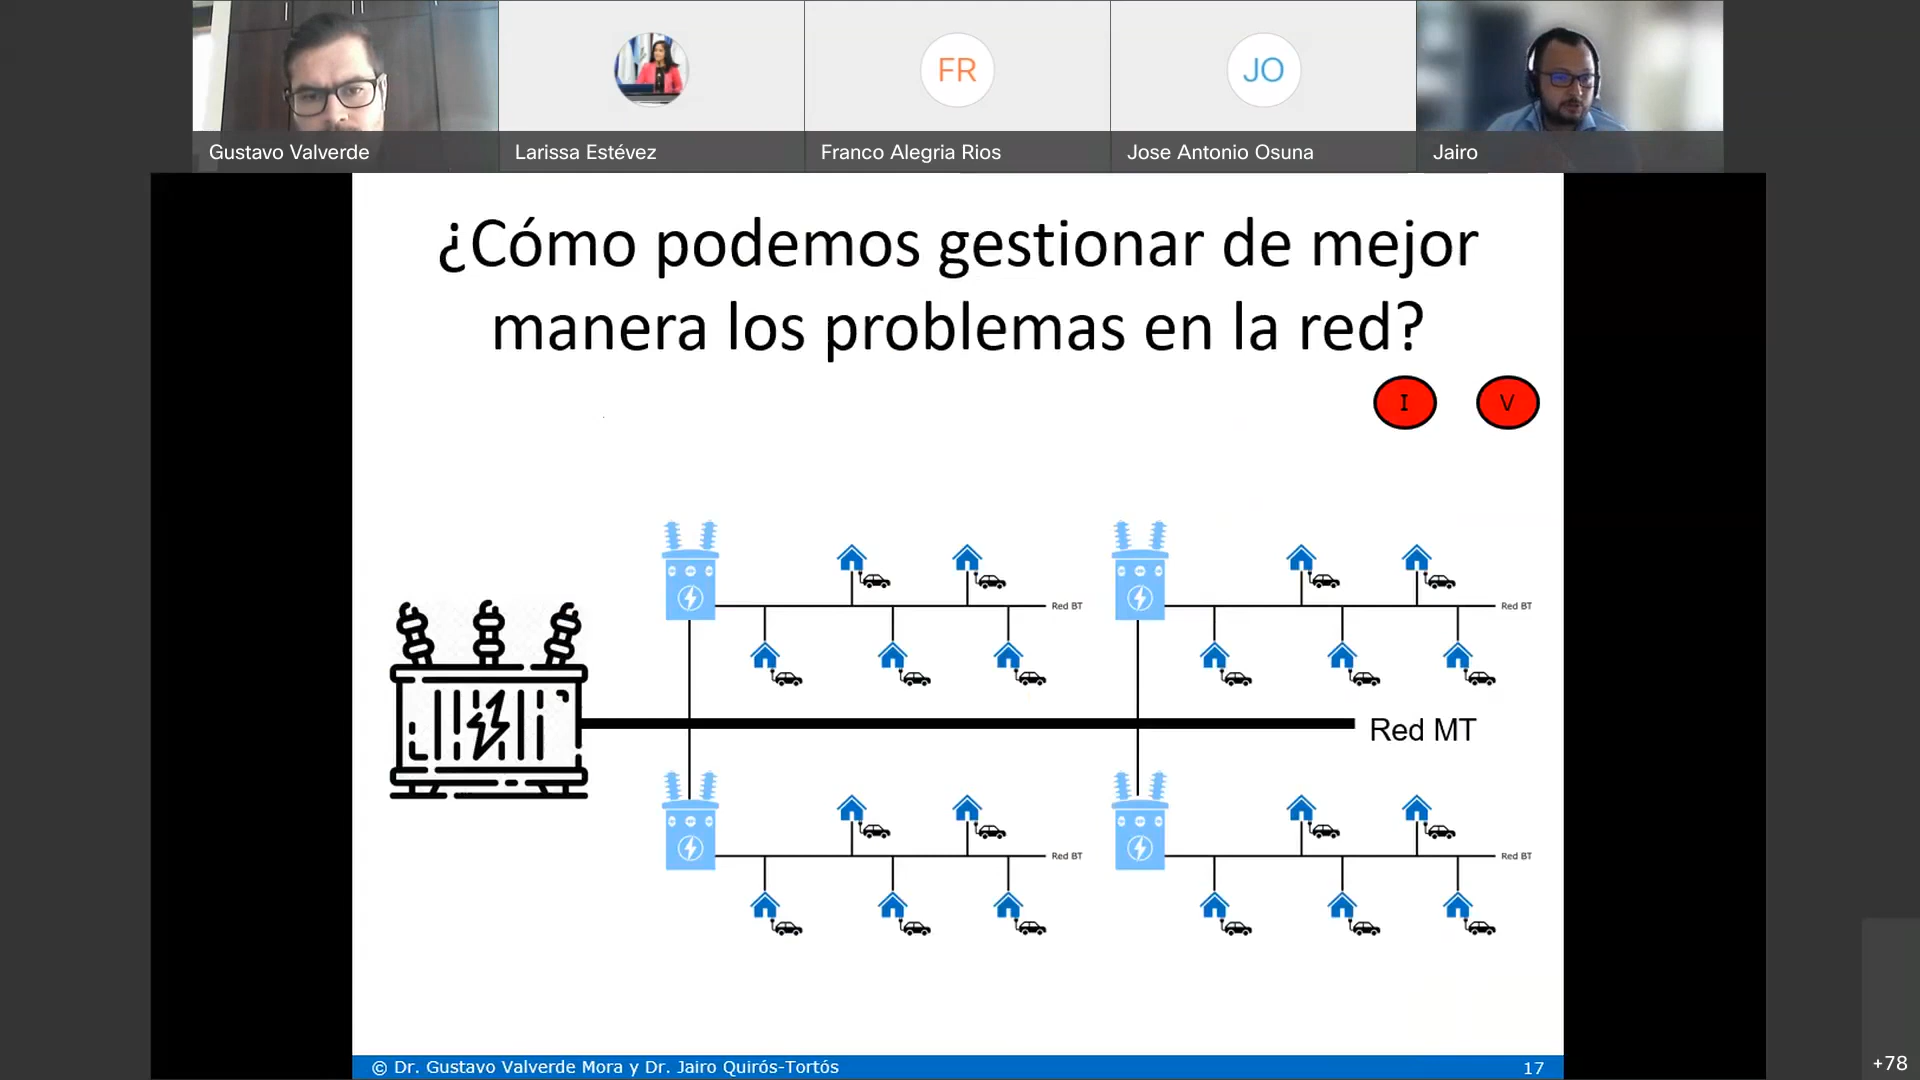 FR
JO
Gustavo Valverde
Larissa Estévez
Franco Alegria Rios
Jose Antonio Osuna
Jairo
¿Cómo podemos gestionar de mejor
manera los problemas en la red?
I
V
Red BT
Red BT
Red MT
Red BT
Red BT
© Dr. Gustavo Valverde Mora y Dr. Jairo Quirós-Tortós
17
+78